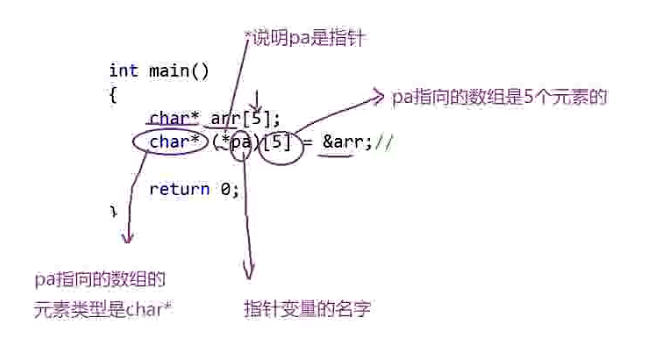 *说明pa是指针
int main()
{
pa指向的数组是5个元素的
char* arr[5];
char* (*pa)[5] = &arr;//
return 0;
}
pa指向的数组的
元素类型是char*
指针变量的名字